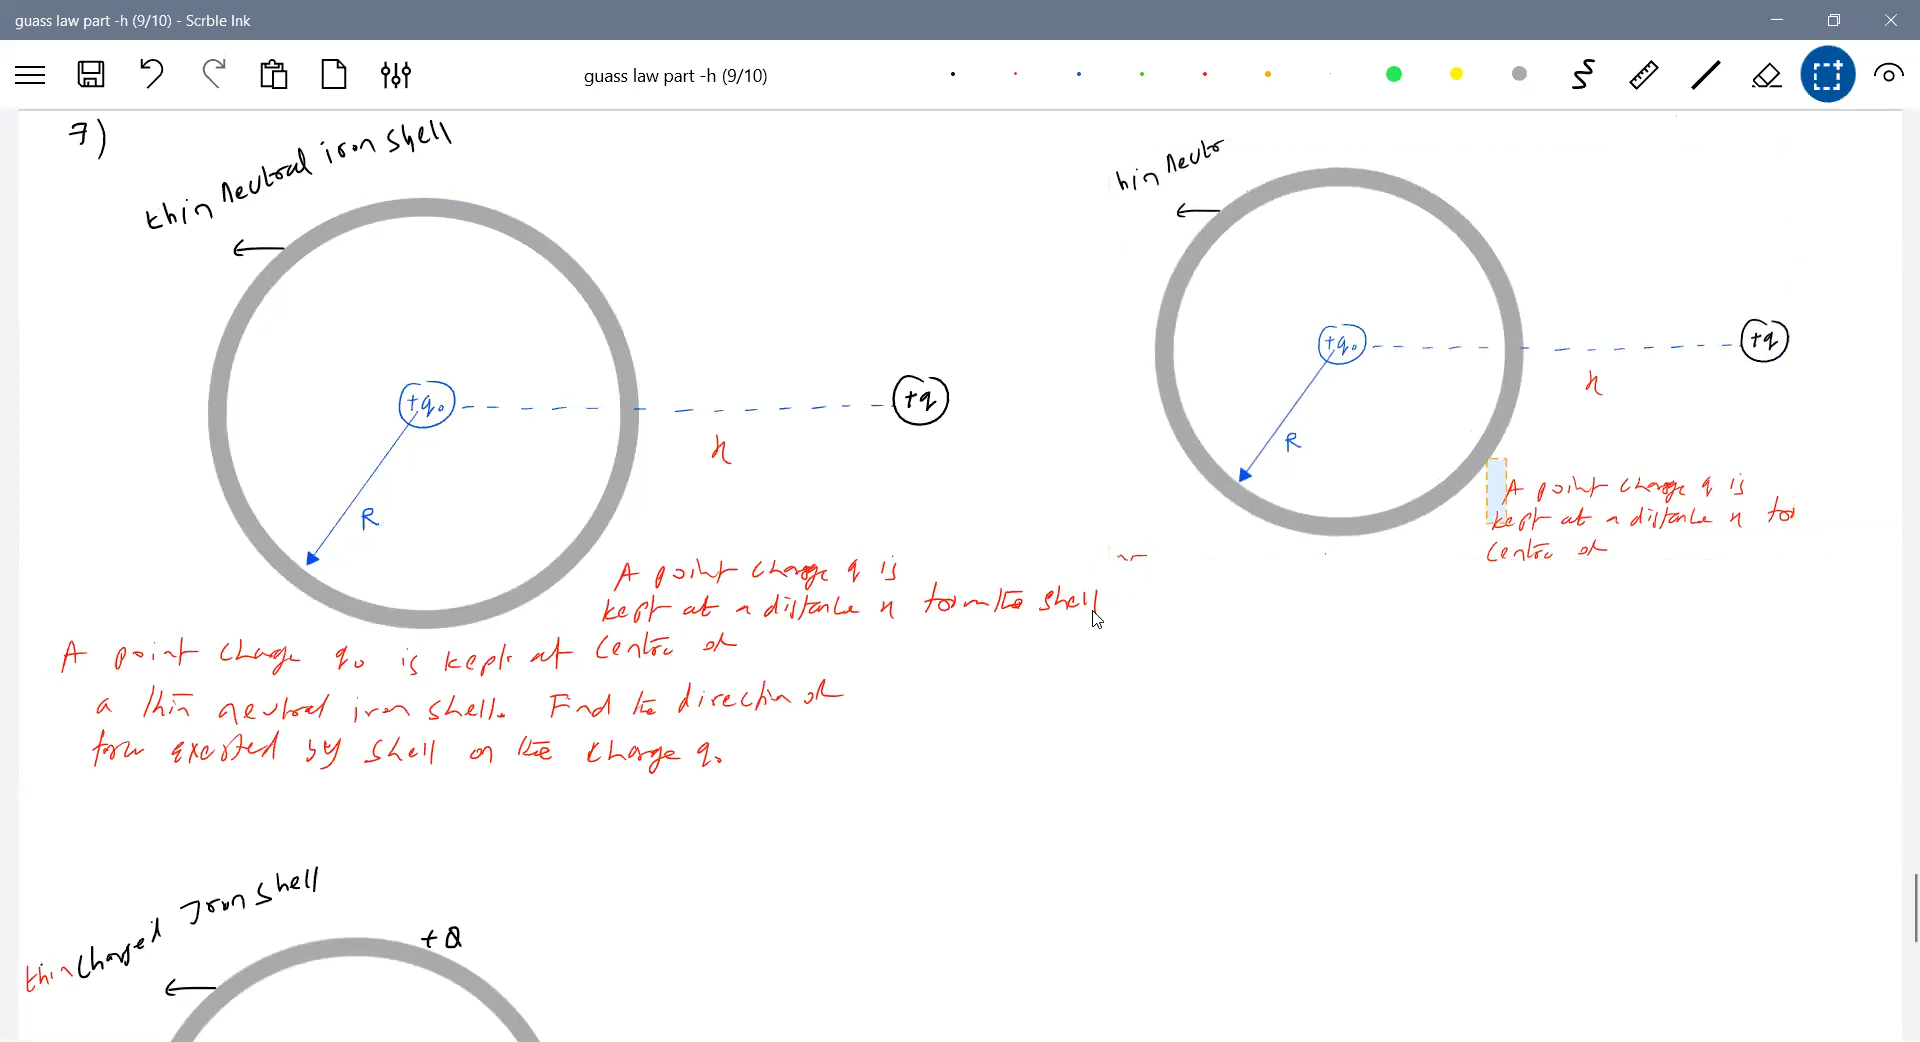 guass law part -h (9/10) - Scrble Ink
guass law part -h (9/10)
7)
thin Neutral iron shell
+q₀
+q
x
R
A point charge q is
kept at a distance x from the shell
A point charge q₀ is kept at centre of
a thin neutral iron shell. Find the direction of
force exerted by shell on the charge q₀
hin Neutr
+q₀
+q
x
R
A point charge q is
kept at a distance x
centre of
thin Charged Iron Shell
+Q